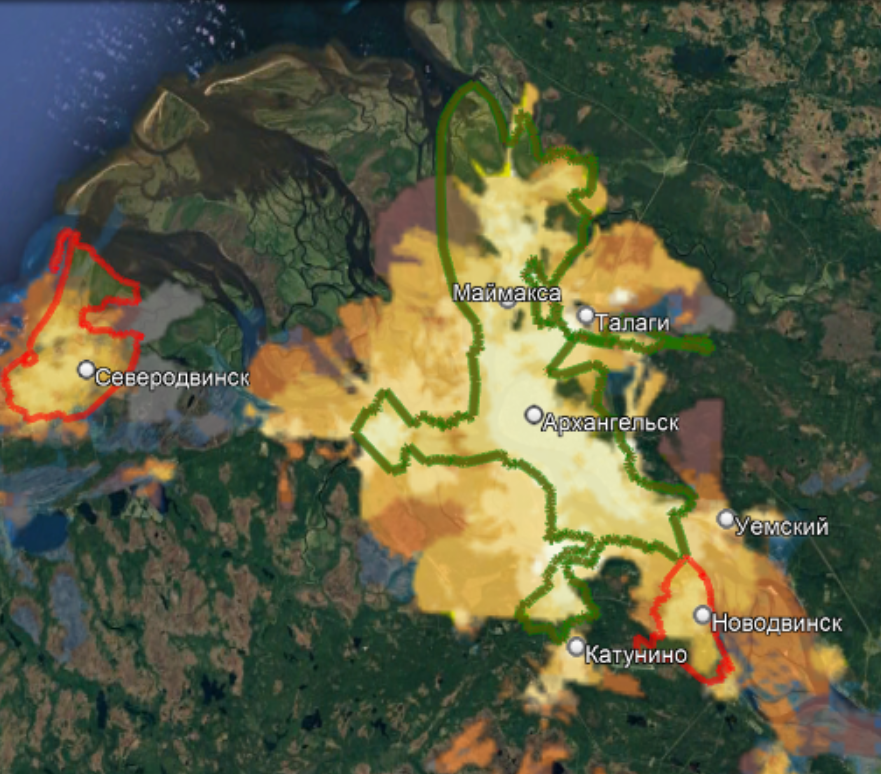 Маймакса
Талаги
Северодвинск
Архангельск
Уемский
Новодвинск
Катунино